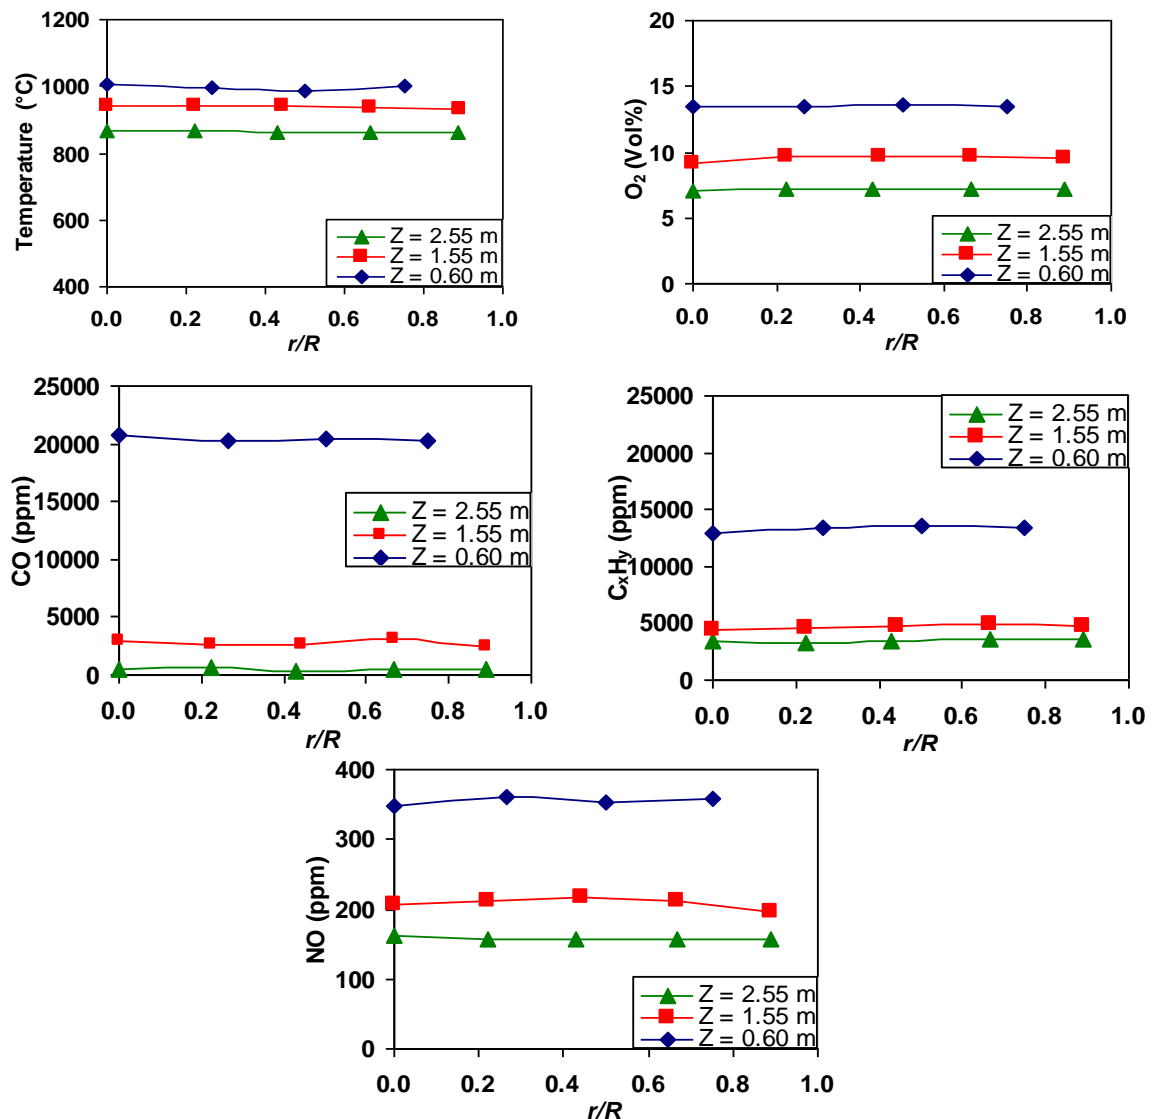 Temperature (°C)
1200
1000
800
600
400
0.0 0.2 0.4 0.6 0.8 1.0
r/R
Z = 2.55 m
Z = 1.55 m
Z = 0.60 m
O₂ (Vol%)
20
15
10
5
0
0.0 0.2 0.4 0.6 0.8 1.0
r/R
Z = 2.55 m
Z = 1.55 m
Z = 0.60 m
CO (ppm)
25000
20000
15000
10000
5000
0
0.0 0.2 0.4 0.6 0.8 1.0
r/R
Z = 2.55 m
Z = 1.55 m
Z = 0.60 m
CₓHᵧ (ppm)
25000
20000
15000
10000
5000
0
0.0 0.2 0.4 0.6 0.8 1.0
r/R
Z = 2.55 m
Z = 1.55 m
Z = 0.60 m
NO (ppm)
400
300
200
100
0
0.0 0.2 0.4 0.6 0.8 1.0
r/R
Z = 2.55 m
Z = 1.55 m
Z = 0.60 m